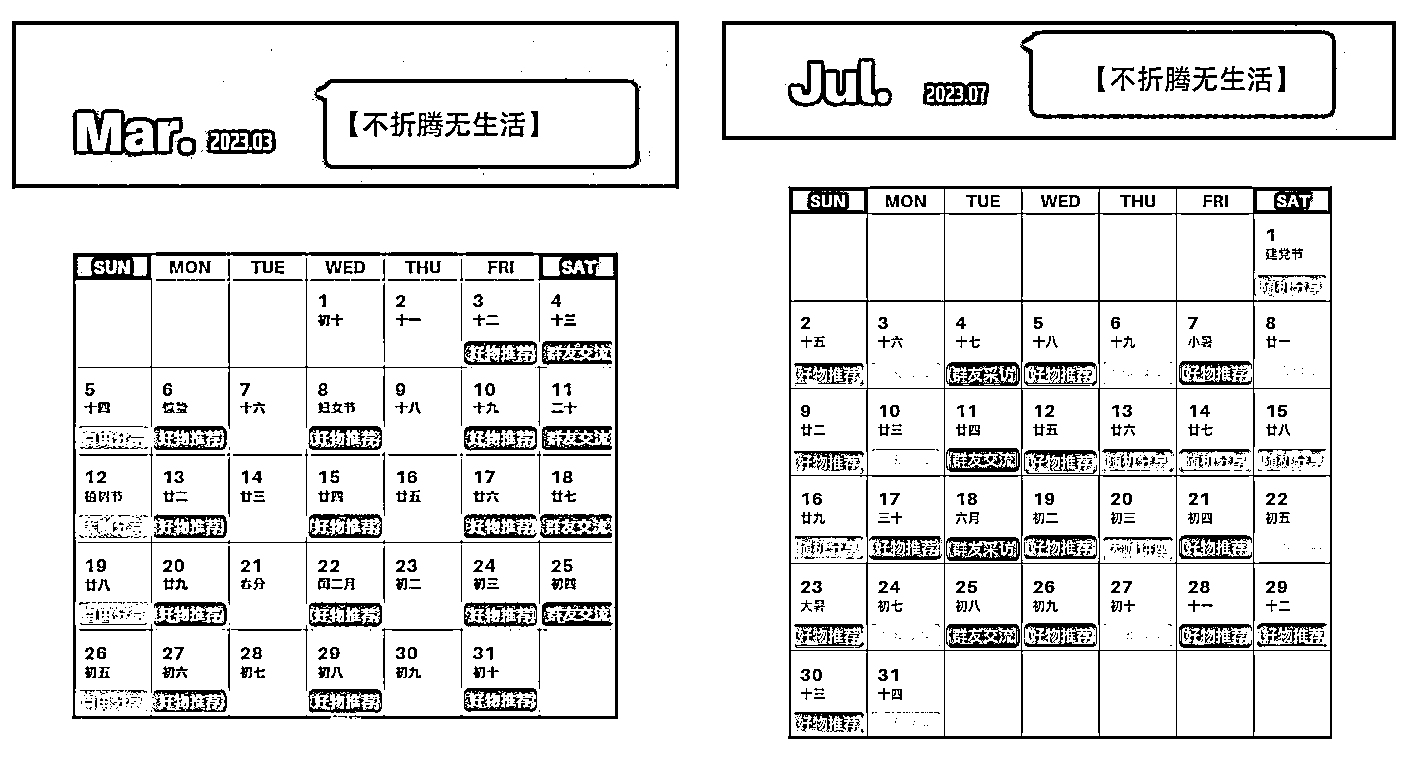 Mar. 2023.03
【不折腾无生活】
SUN MON TUE WED THU FRI SAT
1 2 3 4
初十 十一 十二 十三
好物推荐 群友交流
5 6 7 8 9 10 11
十四 惊蛰 十六 妇女节 十八 十九 二十
好物推荐 好物推荐 好物推荐 群友交流
12 13 14 15 16 17 18
植树节 廿二 廿三 廿四 廿五 廿六 廿七
好物推荐 好物推荐 好物推荐 群友交流
19 20 21 22 23 24 25
廿八 廿九 春分 闰二月 初二 初三 初四
好物推荐 好物推荐 好物推荐 群友交流
26 27 28 29 30 31
初五 初六 初七 初八 初九 初十
好物推荐 好物推荐 好物推荐
Jul. 2023.07
【不折腾无生活】
SUN MON TUE WED THU FRI SAT
1
建党节
随机分享
2 3 4 5 6 7 8
十五 十六 十七 十八 十九 小暑 廿一
好物推荐 群友采访 好物推荐 好物推荐
9 10 11 12 13 14 15
廿二 廿三 廿四 廿五 廿六 廿七 廿八
好物推荐 群友交流 好物推荐 随机分享 随机分享 随机分享
16 17 18 19 20 21 22
廿九 三十 六月 初二 初三 初四 初五
随机分享 好物推荐 群友采访 好物推荐 好物推荐
23 24 25 26 27 28 29
大暑 初七 初八 初九 初十 十一 十二
好物推荐 群友交流 好物推荐 好物推荐 好物推荐
30 31
十三 十四
好物推荐